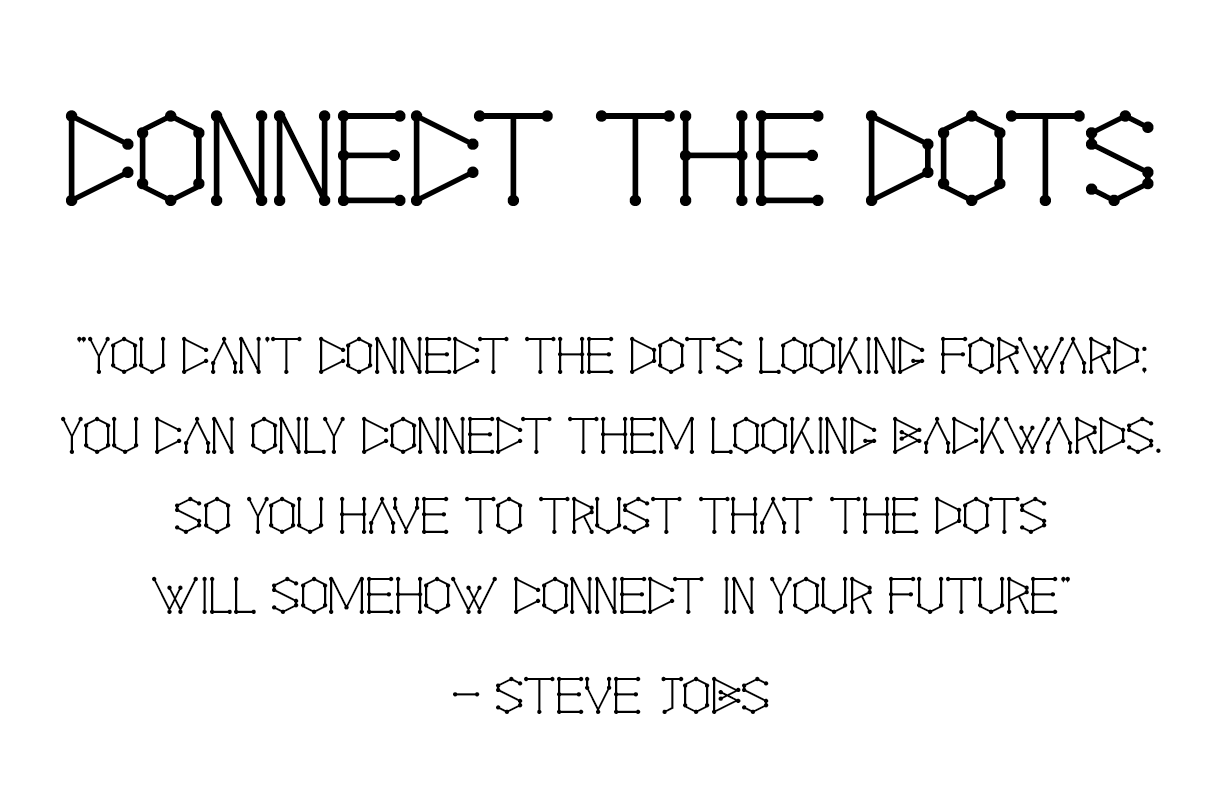 CONNECT THE DOTS
"YOU CAN'T CONNECT THE DOTS LOOKING FORWARD;
YOU CAN ONLY CONNECT THEM LOOKING BACKWARDS.
SO YOU HAVE TO TRUST THAT THE DOTS
WILL SOMEHOW CONNECT IN YOUR FUTURE"
- STEVE JOBS